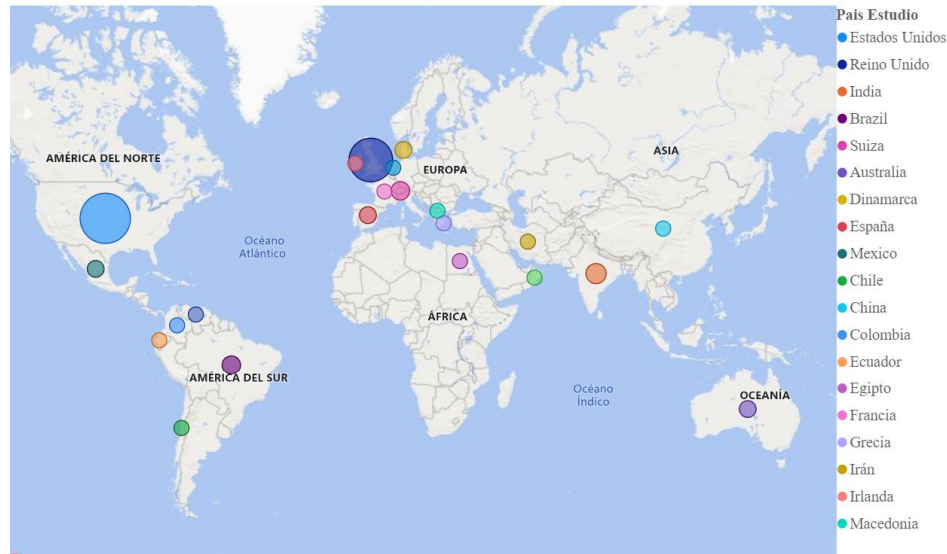 AMÉRICA DEL NORTE
EUROPA
ASIA
Océano
Atlántico
ÁFRICA
AMÉRICA DEL SUR
Océano
Índico
OCEANÍA
Pais Estudio
Estados Unidos
Reino Unido
India
Brazil
Suiza
Australia
Dinamarca
España
Mexico
Chile
China
Colombia
Ecuador
Egipto
Francia
Grecia
Irán
Irlanda
Macedonia